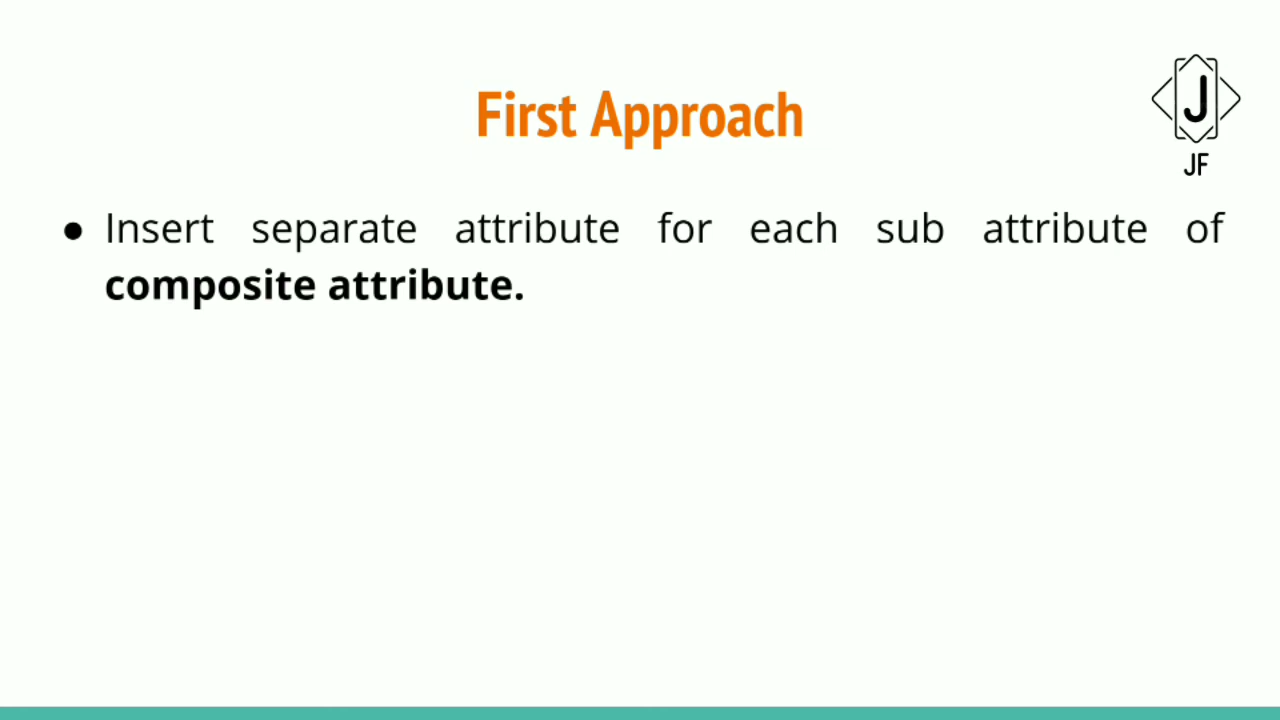 First Approach
J
JF
● Insert separate attribute for each sub attribute of
composite attribute.